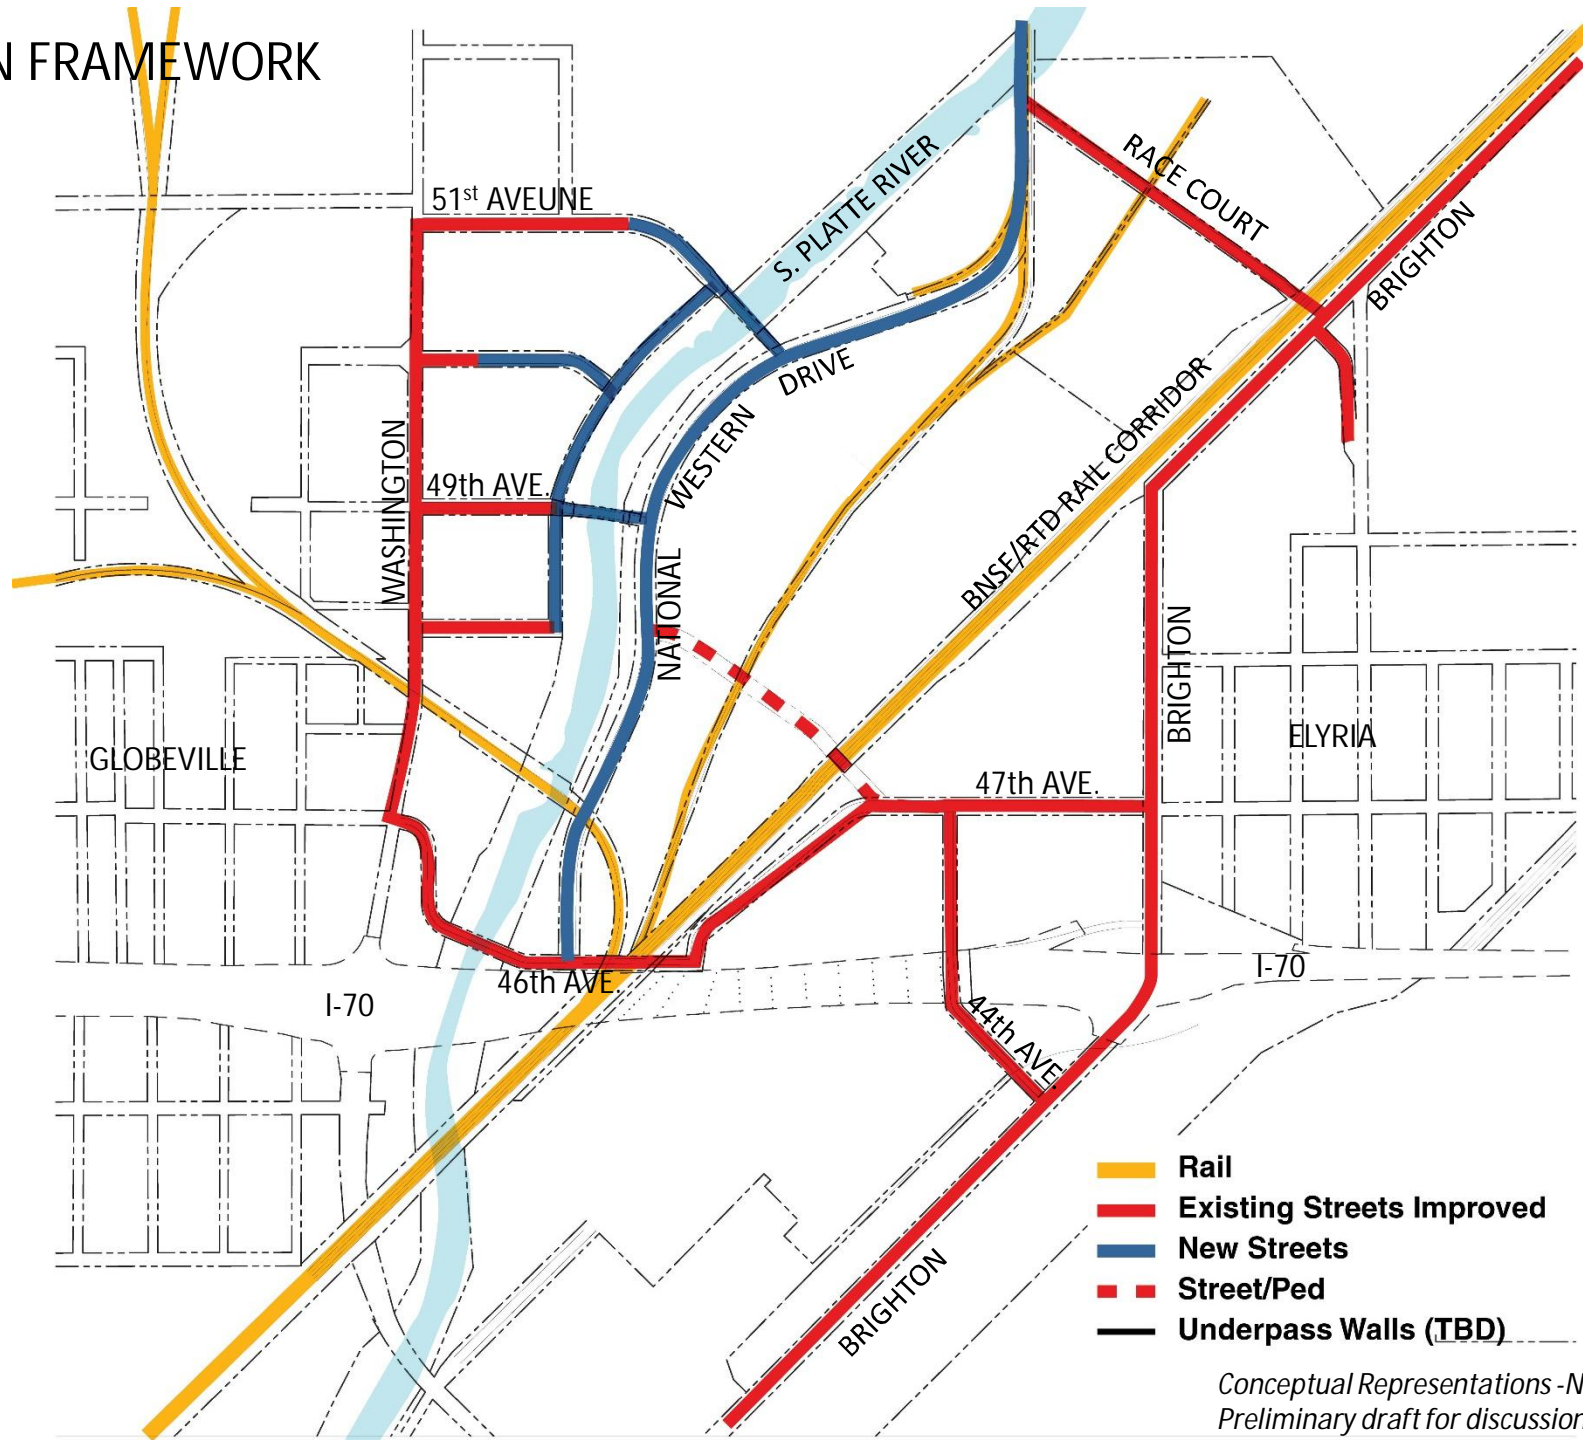 N FRAMEWORK
51st AVEUNE
S. PLATTE RIVER
RACE COURT
BRIGHTON
DRIVE
WESTERN
WASHINGTON
49th AVE.
NATIONAL
BNSF/RTD RAIL CORRIDOR
BRIGHTON
GLOBEVILLE
ELYRIA
47th AVE.
46th AVE.
I-70
I-70
44th AVE.
BRIGHTON
Rail
Existing Streets Improved
New Streets
Street/Ped
Underpass Walls (TBD)
Conceptual Representations -N
Preliminary draft for discussion